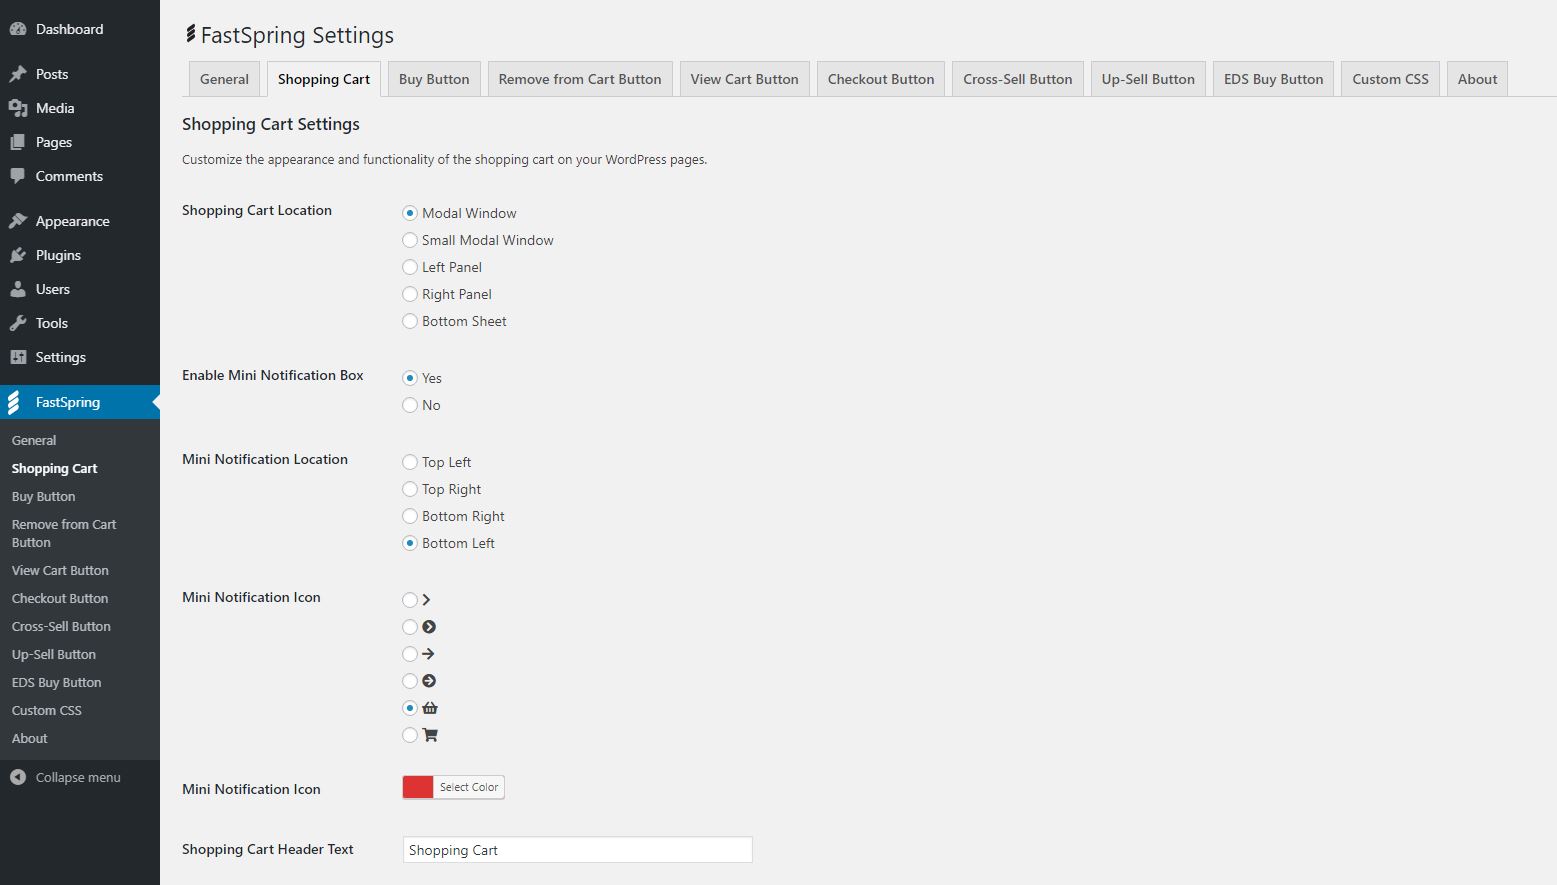 Dashboard
Posts
Media
Pages
Comments
Appearance
Plugins
Users
Tools
Settings
FastSpring
General
Shopping Cart
Buy Button
Remove from Cart
Button
View Cart Button
Checkout Button
Cross-Sell Button
Up-Sell Button
EDS Buy Button
Custom CSS
About
Collapse menu
FastSpring Settings
General Shopping Cart Buy Button Remove from Cart Button View Cart Button Checkout Button Cross-Sell Button Up-Sell Button EDS Buy Button Custom CSS About
Shopping Cart Settings
Customize the appearance and functionality of the shopping cart on your WordPress pages.
Shopping Cart Location
Modal Window
Small Modal Window
Left Panel
Right Panel
Bottom Sheet
Enable Mini Notification Box
Yes
No
Mini Notification Location
Top Left
Top Right
Bottom Right
Bottom Left
Mini Notification Icon
Mini Notification Icon
Select Color
Shopping Cart Header Text
Shopping Cart